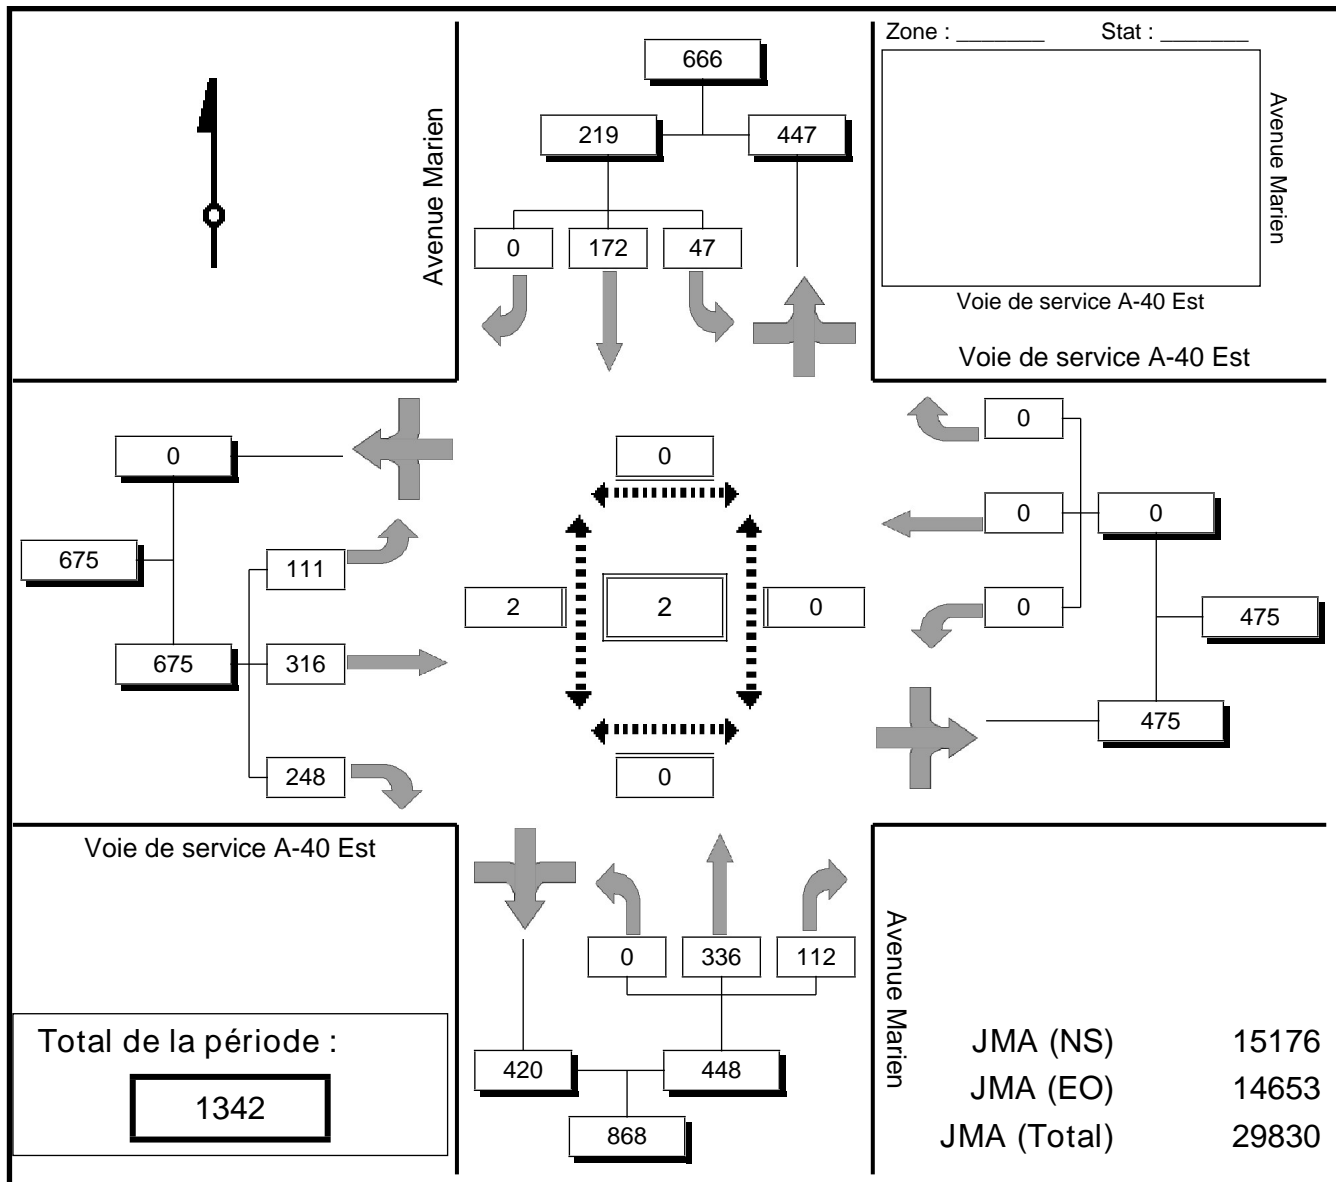 Zone : _______ Stat : _______
Avenue Marien
Voie de service A-40 Est
Voie de service A-40 Est
Avenue Marien
666
219 447
0 172 47
0
675
675
111
316
248
0
2 2 0
0
0
0
0
0
475
475
Voie de service A-40 Est
Total de la période :
1342
0 336 112
420 448
868
Avenue Marien
JMA (NS) 15176
JMA (EO) 14653
JMA (Total) 29830